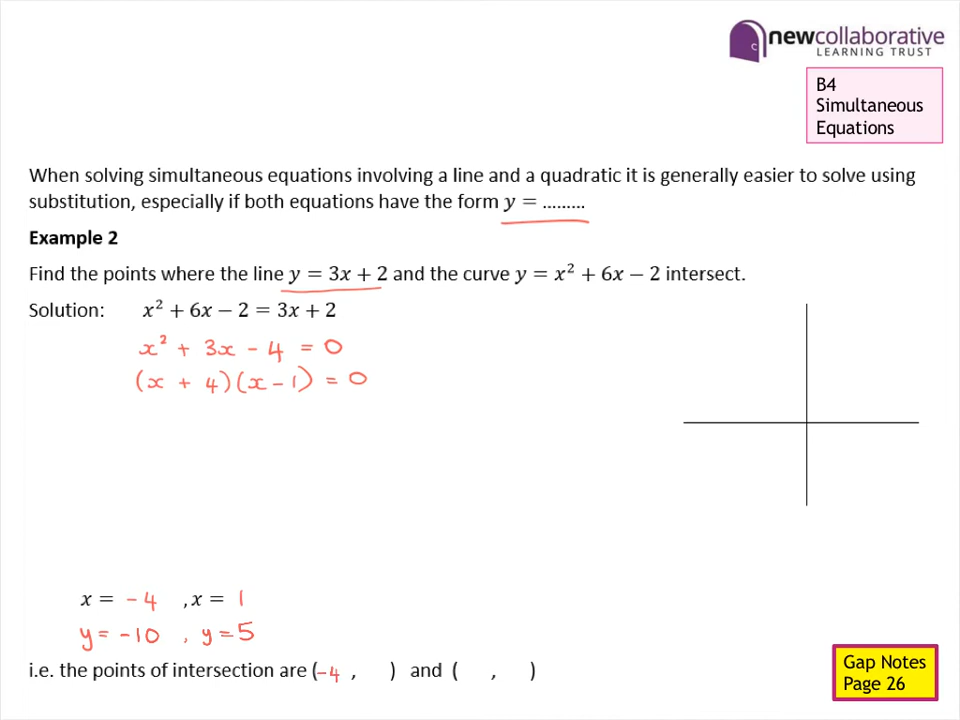 newcollaborative
LEARNING TRUST
B4
Simultaneous
Equations
When solving simultaneous equations involving a line and a quadratic it is generally easier to solve using
substitution, especially if both equations have the form y = .........
Example 2
Find the points where the line y = 3x + 2 and the curve y = x² + 6x − 2 intersect.
Solution: x² + 6x − 2 = 3x + 2
x² + 3x - 4 = 0
(x + 4)(x - 1) = 0
x = -4 , x = 1
y = -10 , y = 5
i.e. the points of intersection are (-4 , ) and ( , )
Gap Notes
Page 26